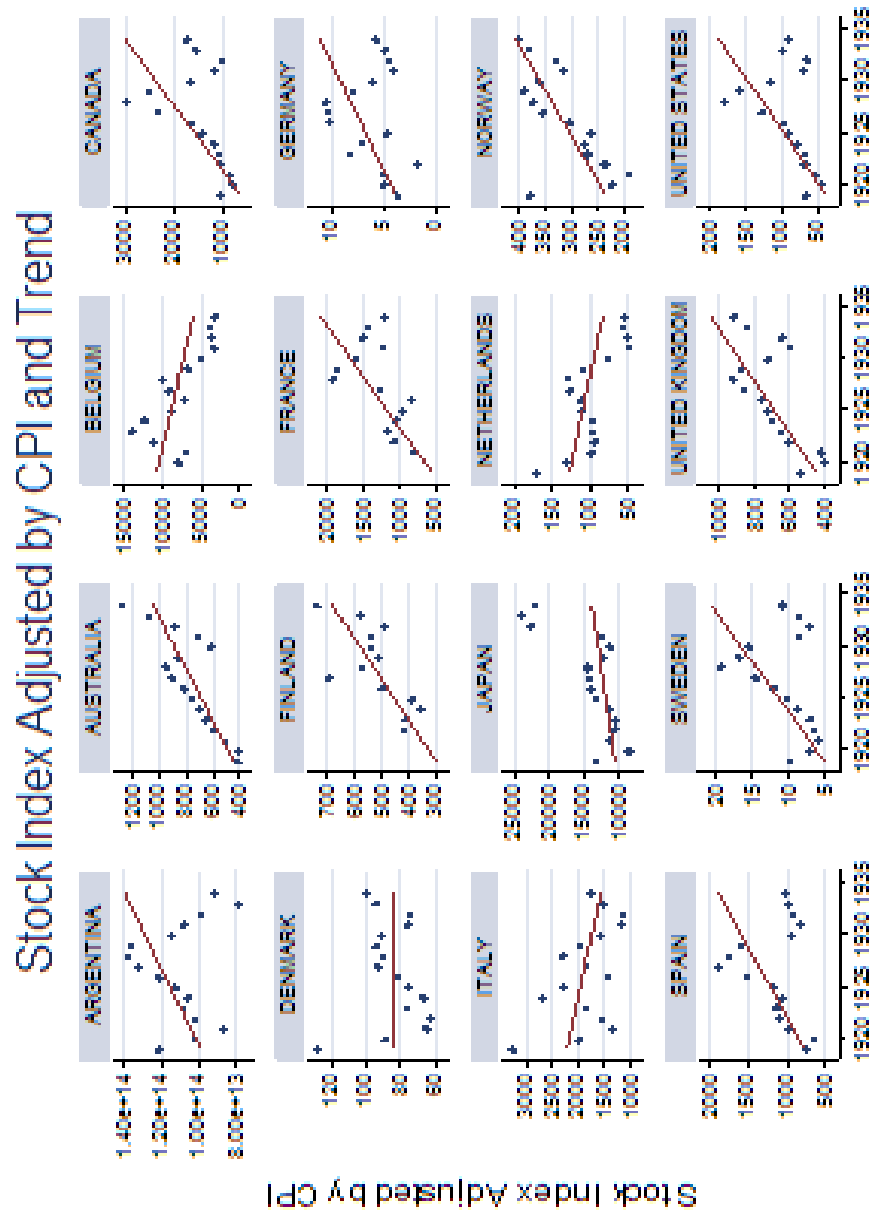 Stock Index Adjusted by CPI and Trend
Stock Index Adjusted by CPI
ARGENTINA
1.40e+14
1.20e+14
1.00e+14
8.00e+13
AUSTRALIA
1200
1000
800
600
400
BELGIUM
15000
10000
5000
0
CANADA
3000
2000
1000
DENMARK
120
100
80
60
FINLAND
700
600
500
400
300
FRANCE
2000
1500
1000
500
GERMANY
10
5
0
ITALY
3000
2500
2000
1500
1000
JAPAN
25000
20000
15000
10000
NETHERLANDS
200
150
100
50
NORWAY
400
350
300
250
200
SPAIN
2000
1500
1000
500
SWEDEN
20
15
10
5
UNITED KINGDOM
1000
800
600
400
UNITED STATES
200
150
100
50
1920 1925 1930 1935 1920 1925 1930 1935 1920 1925 1930 1935 1920 1925 1930 1935